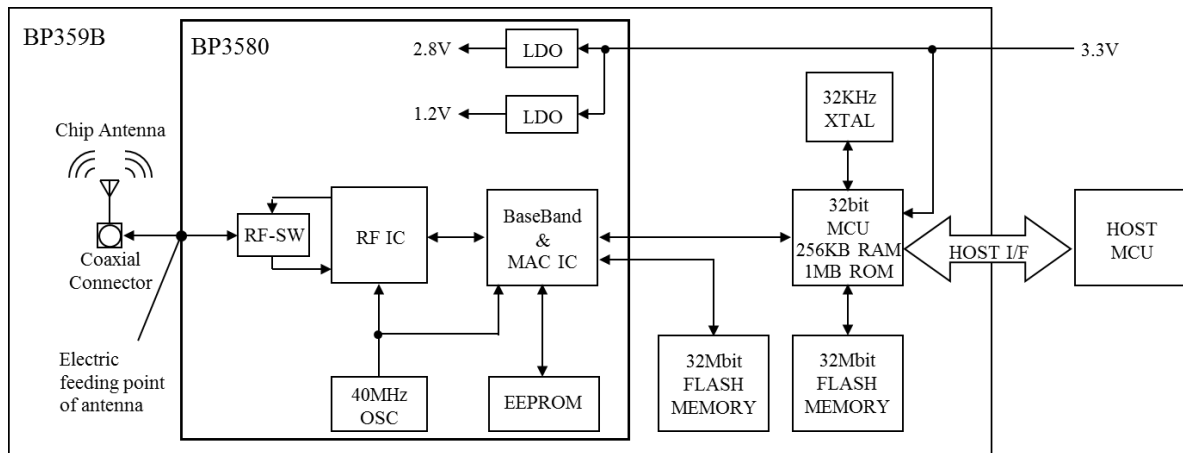 BP359B
BP3580
2.8V
LDO
3.3V
1.2V
LDO
32KHz
XTAL
Chip Antenna
RF-SW
RF IC
BaseBand
&
MAC IC
32bit
MCU
256KB RAM
1MB ROM
HOST I/F
HOST
MCU
Coaxial
Connector
Electric
feeding point
of antenna
40MHz
OSC
EEPROM
32Mbit
FLASH
MEMORY
32Mbit
FLASH
MEMORY